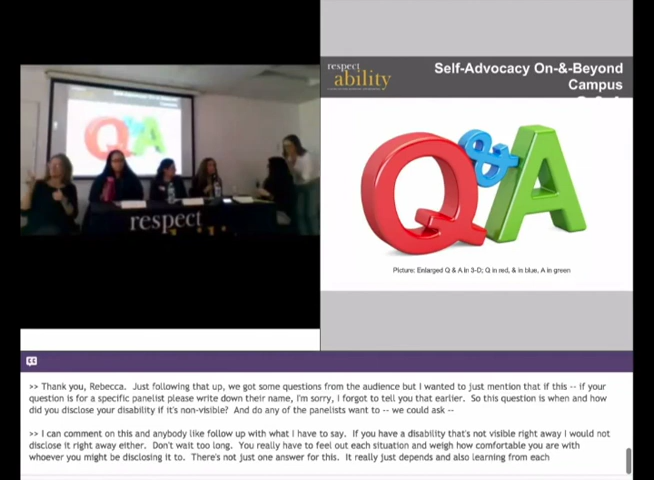 Q&A
respect
respect
ability
Self-Advocacy On-&-Beyond
Campus
Q&A
Picture: Enlarged Q & A in 3-D; Q in red, & in blue, A in green
>> Thank you, Rebecca. Just following that up, we got some questions from the audience but I wanted to just mention that if this -- if your
question is for a specific panelist please write down their name, I'm sorry, I forgot to tell you that earlier. So this question is when and how
did you disclose your disability if it's non-visible? And do any of the panelists want to -- we could ask --
>> I can comment on this and anybody like follow up with what I have to say. If you have a disability that's not visible right away I would not
disclose it right away either. Don't wait too long. You really have to feel out each situation and weigh how comfortable you are with
whoever you might be disclosing it to. There's not just one answer for this. It really just depends and also learning from each